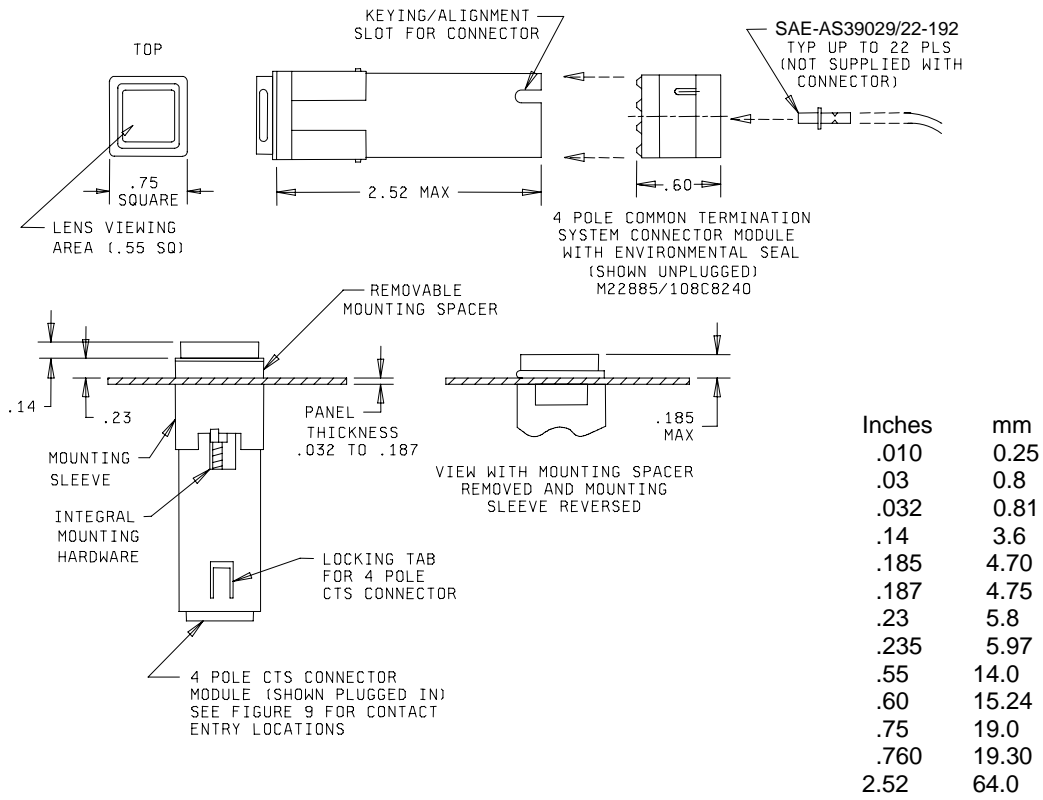 KEYING/ALIGNMENT
SLOT FOR CONNECTOR
SAE-AS39029/22-192
TYP UP TO 22 PLS
(NOT SUPPLIED WITH
CONNECTOR)
TOP
.75
SQUARE
2.52 MAX
.60
LENS VIEWING
AREA (.55 SQ)
4 POLE COMMON TERMINATION
SYSTEM CONNECTOR MODULE
WITH ENVIRONMENTAL SEAL
(SHOWN UNPLUGGED)
M22885/108C8240
REMOVABLE
MOUNTING SPACER
.14
.23
PANEL
THICKNESS
.032 TO .187
.185
MAX
MOUNTING
SLEEVE
VIEW WITH MOUNTING SPACER
REMOVED AND MOUNTING
SLEEVE REVERSED
INTEGRAL
MOUNTING
HARDWARE
LOCKING TAB
FOR 4 POLE
CTS CONNECTOR
4 POLE CTS CONNECTOR
MODULE (SHOWN PLUGGED IN)
SEE FIGURE 9 FOR CONTACT
ENTRY LOCATIONS
Inches mm
.010 0.25
.03 0.8
.032 0.81
.14 3.6
.185 4.70
.187 4.75
.23 5.8
.235 5.97
.55 14.0
.60 15.24
.75 19.0
.760 19.30
2.52 64.0